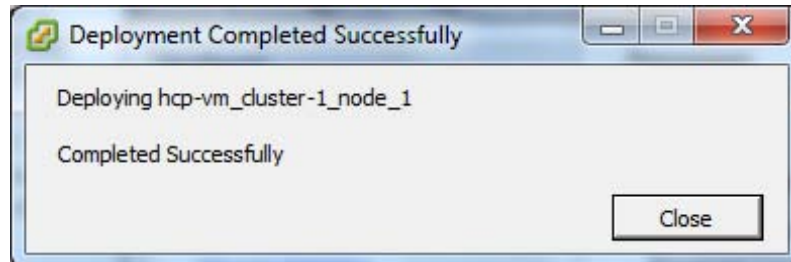 Deployment Completed Successfully
Deploying hcp-vm_cluster-1_node_1
Completed Successfully
Close